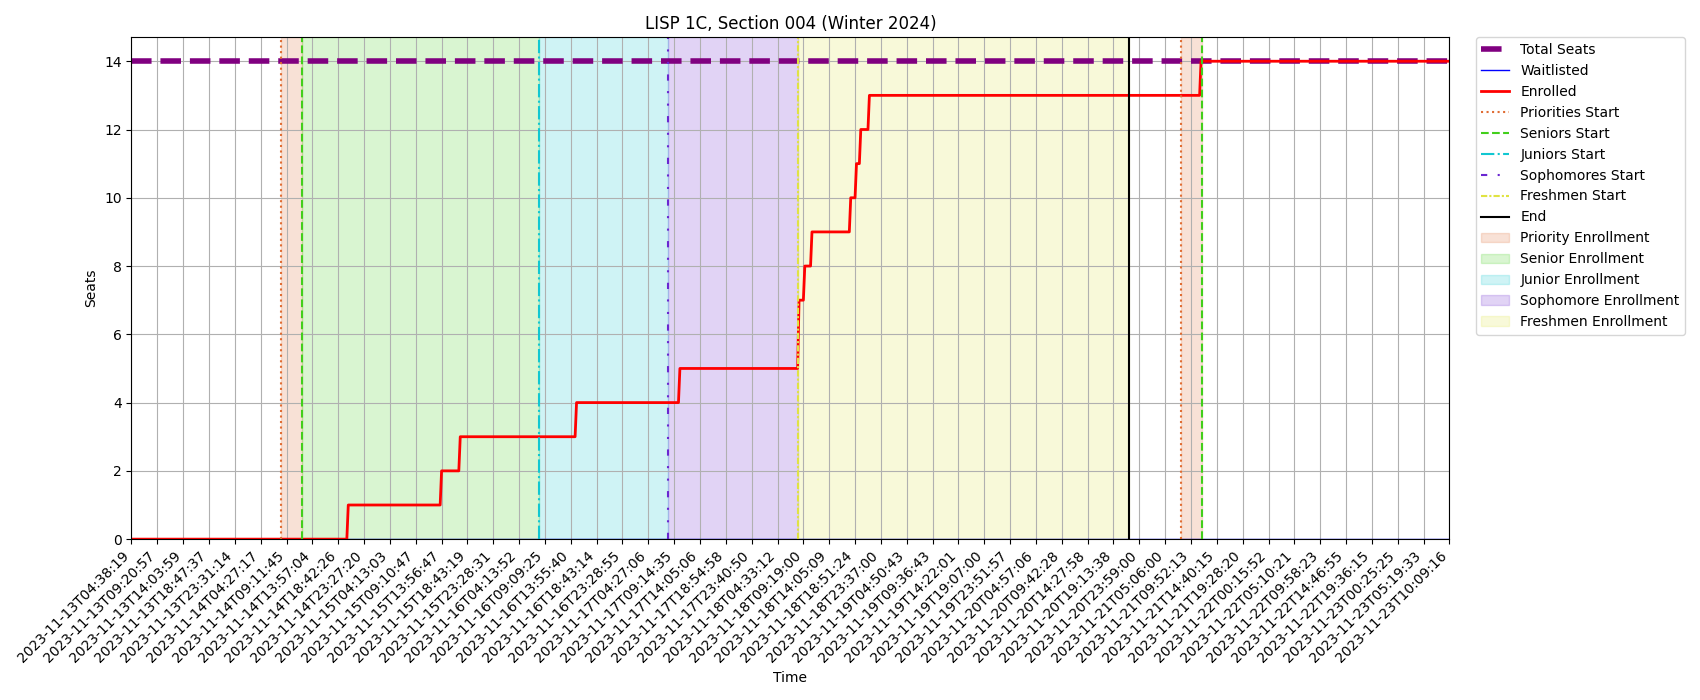 LISP 1C, Section 004 (Winter 2024)
Total Seats
Waitlisted
Enrolled
Priorities Start
Seniors Start
Juniors Start
Sophomores Start
Freshmen Start
End
Priority Enrollment
Senior Enrollment
Junior Enrollment
Sophomore Enrollment
Freshmen Enrollment
Seats
14
12
10
8
6
4
2
0
2023-11-13T04:38:19
2023-11-13T09:20:57
2023-11-13T14:03:59
2023-11-13T18:47:37
2023-11-13T23:31:14
2023-11-14T04:27:17
2023-11-14T09:11:45
2023-11-14T13:57:04
2023-11-14T18:42:26
2023-11-14T23:27:20
2023-11-15T04:13:03
2023-11-15T09:10:47
2023-11-15T13:56:47
2023-11-15T18:43:19
2023-11-15T23:28:31
2023-11-16T04:13:52
2023-11-16T09:09:25
2023-11-16T13:55:40
2023-11-16T18:43:14
2023-11-16T23:28:55
2023-11-17T04:27:06
2023-11-17T09:14:35
2023-11-17T14:05:06
2023-11-17T18:54:58
2023-11-17T23:40:50
2023-11-18T04:33:12
2023-11-18T09:19:00
2023-11-18T14:05:09
2023-11-18T18:51:24
2023-11-18T23:37:00
2023-11-19T04:50:43
2023-11-19T09:36:43
2023-11-19T14:22:01
2023-11-19T19:07:00
2023-11-19T23:51:57
2023-11-20T04:57:06
2023-11-20T09:42:28
2023-11-20T14:27:58
2023-11-20T19:13:38
2023-11-20T23:59:00
2023-11-21T05:06:00
2023-11-21T09:52:13
2023-11-21T14:40:15
2023-11-21T19:28:20
2023-11-22T00:15:52
2023-11-22T05:10:21
2023-11-22T09:58:23
2023-11-22T14:46:55
2023-11-22T19:36:15
2023-11-23T00:25:25
2023-11-23T05:19:33
2023-11-23T10:09:16
Time